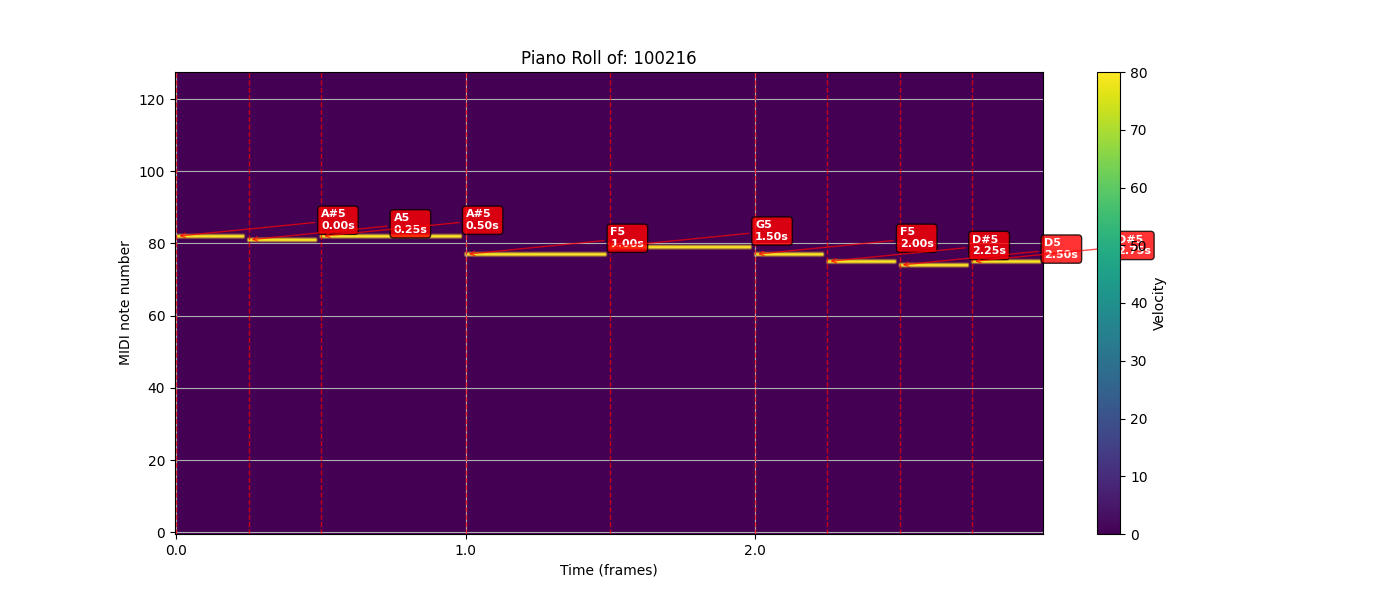 Piano Roll of: 100216
MIDI note number
120
100
80
60
40
20
0
A#5
0.00s
A5
0.25s
A#5
0.50s
F5
1.00s
G5
1.50s
F5
2.00s
D#5
2.25s
D5
2.50s
D#5
2.75s
0.0
1.0
2.0
Time (frames)
80
70
60
50
40
30
20
10
0
Velocity